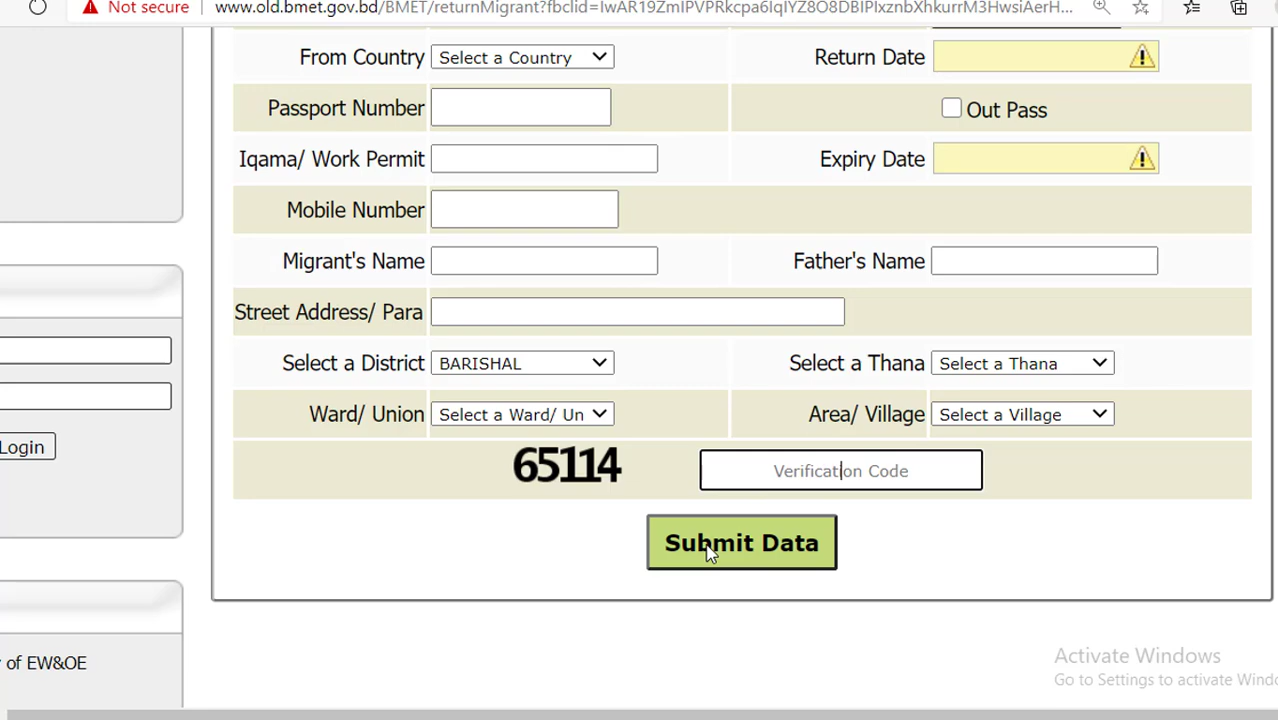 Not secure www.old.bmet.gov.bd/BMET/returnMigrant?fbclid=IwAR19ZmIPVPRkcpa6IqIYZ8O8DBIPIxznbXhkurrM3HwsiAerH...
From Country Select a Country Return Date
Passport Number Out Pass
Iqama/ Work Permit Expiry Date
Mobile Number
Migrant's Name Father's Name
Street Address/ Para
Select a District BARISHAL Select a Thana Select a Thana
Ward/ Union Select a Ward/ Un Area/ Village Select a Village
65114 Verification Code
Login
Submit Data
of EW&OE
Activate Windows
Go to Settings to activate Windo